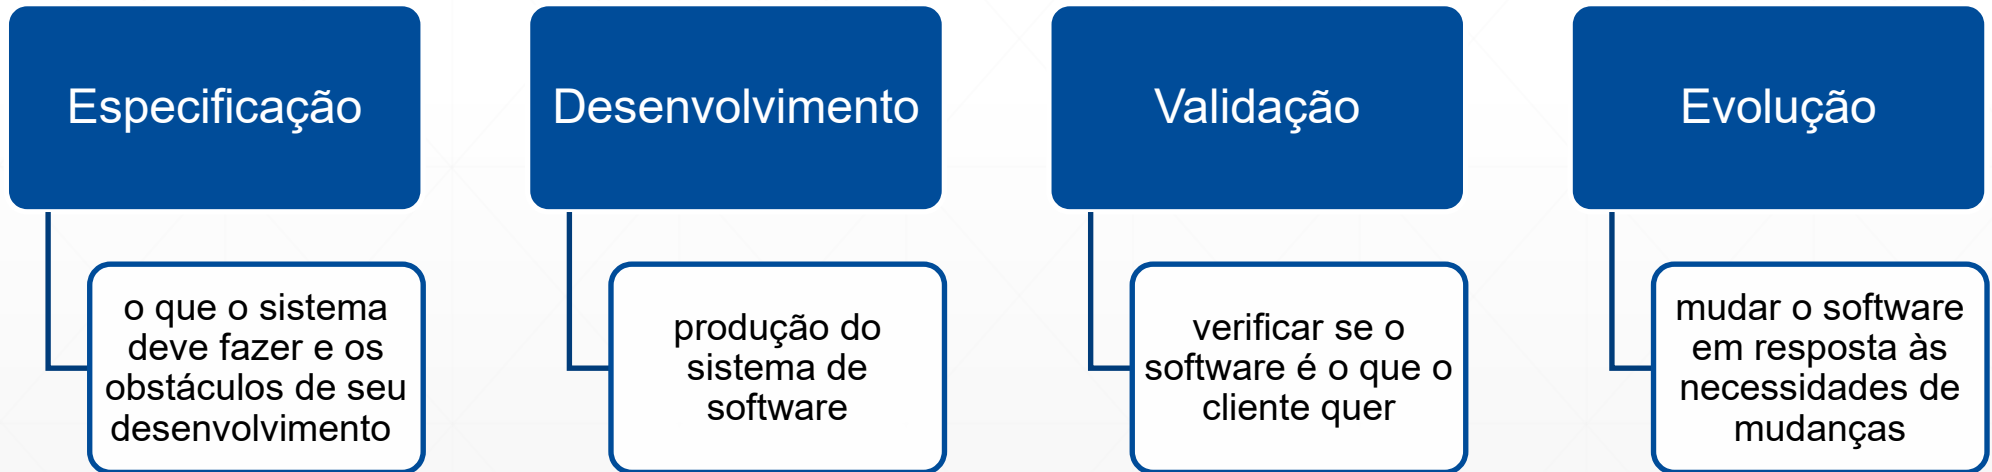 Especificação
o que o sistema
deve fazer e os
obstáculos de seu
desenvolvimento
Desenvolvimento
produção do
sistema de
software
Validação
verificar se o
software é o que o
cliente quer
Evolução
mudar o software
em resposta às
necessidades de
mudanças